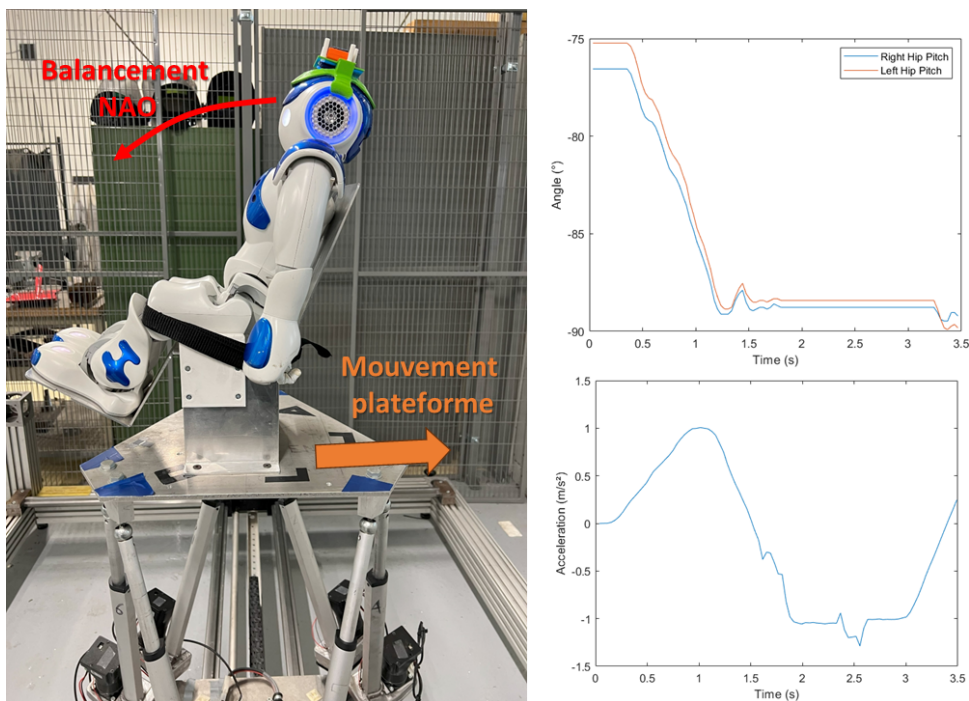 Balancement
NAO
Mouvement
plateforme
6
-75
-80
-85
-90
Angle (°)
Right Hip Pitch
Left Hip Pitch
0 0.5 1 1.5 2 2.5 3 3.5
Time (s)
1.5
1
0.5
0
-0.5
-1
-1.5
Acceleration (m/s²)
0 0.5 1 1.5 2 2.5 3 3.5
Time (s)